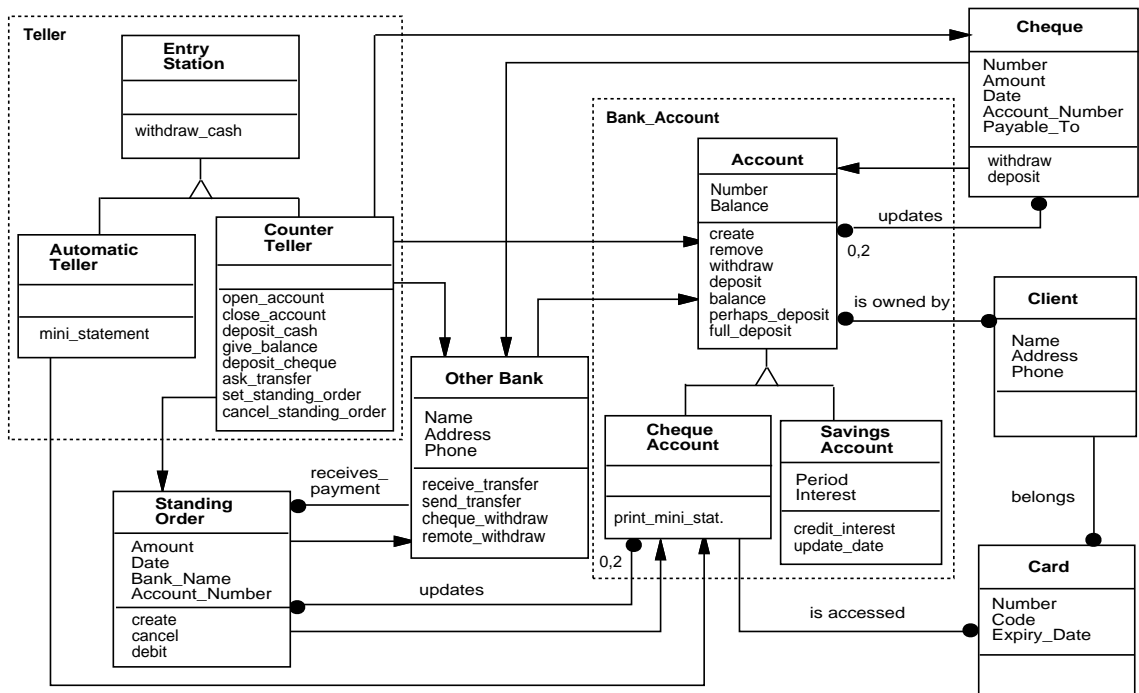 Teller
Entry
Station
withdraw_cash
Automatic
Teller
mini_statement
Counter
Teller
open_account
close_account
deposit_cash
give_balance
deposit_cheque
ask_transfer
set_standing_order
cancel_standing_order
Cheque
Number
Amount
Date
Account_Number
Payable_To
withdraw
deposit
Bank_Account
Account
Number
Balance
create
remove
withdraw
deposit
balance
perhaps_deposit
full_deposit
updates
0,2
is owned by
Client
Name
Address
Phone
Other Bank
Name
Address
Phone
receive_transfer
send_transfer
cheque_withdraw
remote_withdraw
Cheque
Account
print_mini_stat.
Savings
Account
Period
Interest
credit_interest
update_date
receives_
payment
Standing
Order
Amount
Date
Bank_Name
Account_Number
create
cancel
debit
updates
0,2
is accessed
belongs
Card
Number
Code
Expiry_Date